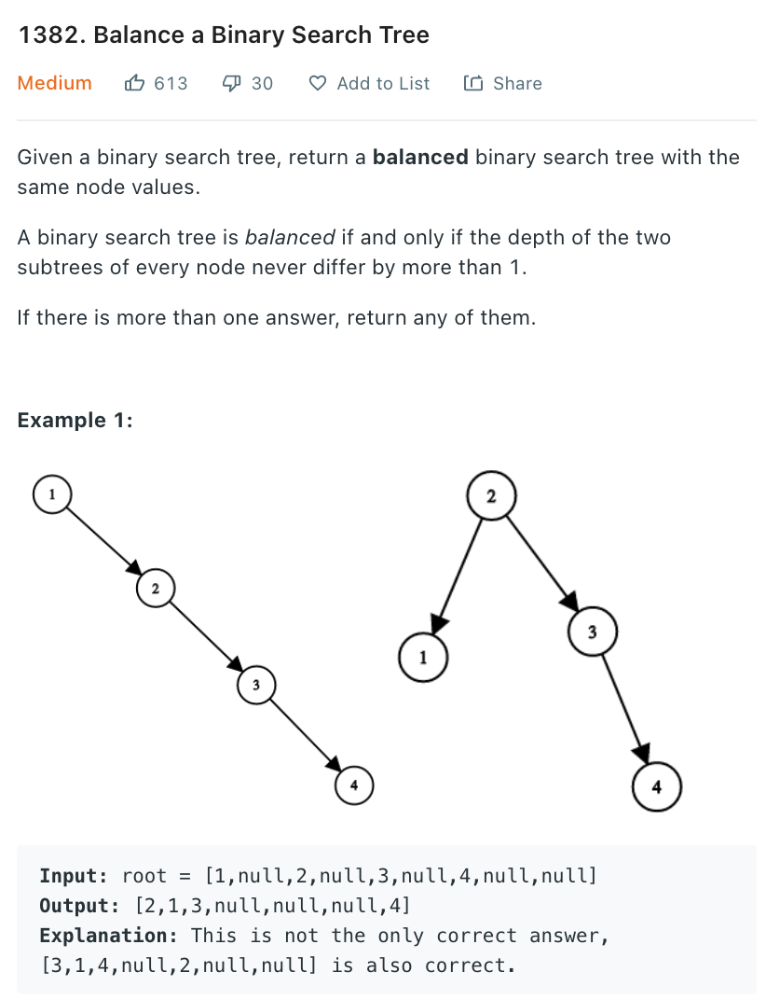 1382. Balance a Binary Search Tree
Medium 613 30 Add to List Share
Given a binary search tree, return a balanced binary search tree with the
same node values.
A binary search tree is balanced if and only if the depth of the two
subtrees of every node never differ by more than 1.
If there is more than one answer, return any of them.
Example 1:
1
2
3
4
2
1
3
4
Input: root = [1,null,2,null,3,null,4,null,null]
Output: [2,1,3,null,null,null,4]
Explanation: This is not the only correct answer,
[3,1,4,null,2,null,null] is also correct.